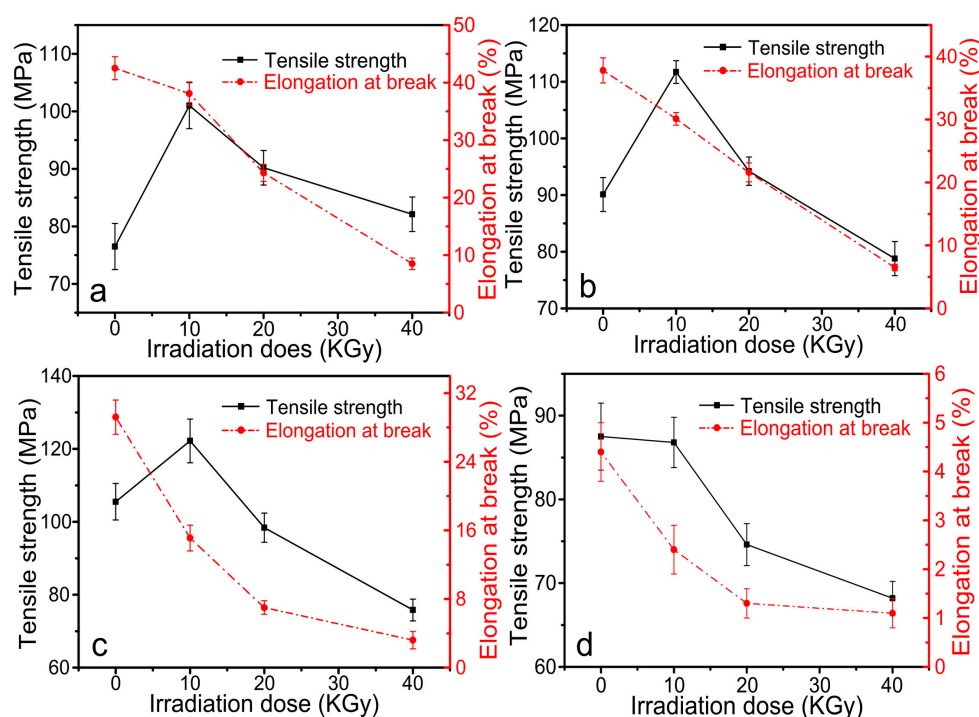 Tensile strength (MPa)
110
100
90
80
70
Tensile strength
Elongation at break
50
40
30
20
10
0
Elongation at break (%)
a
0 10 20 30 40
Irradiation does (KGy)
Tensile strength (MPa)
120
110
100
90
80
70
Tensile strength
Elongation at break
40
30
20
10
0
Elongation at break (%)
b
0 10 20 30 40
Irradiation dose (KGy)
Tensile strength (MPa)
140
120
100
80
60
Tensile strength
Elongation at break
32
24
16
8
0
Elongation at break (%)
c
0 10 20 30 40
Irradiation dose (KGy)
Tensile strength (MPa)
90
80
70
60
Tensile strength
Elongation at break
6
5
4
3
2
1
0
Elongation at break (%)
d
0 10 20 30 40
Irradiation dose (KGy)